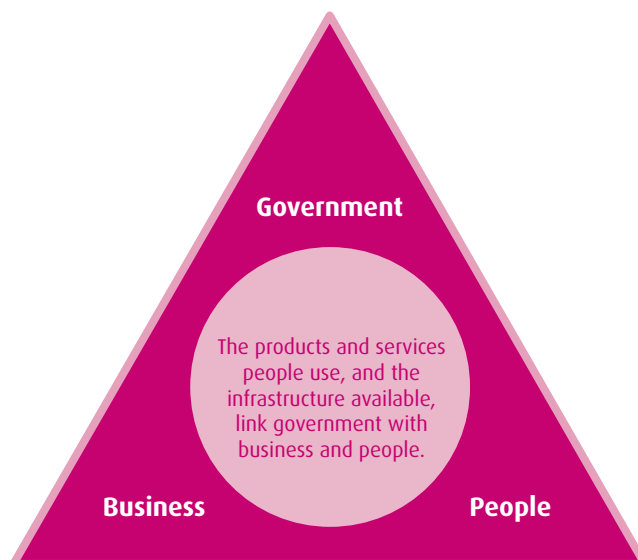 Government
The products and services
people use, and the
infrastructure available,
link government with
business and people.
Business
People